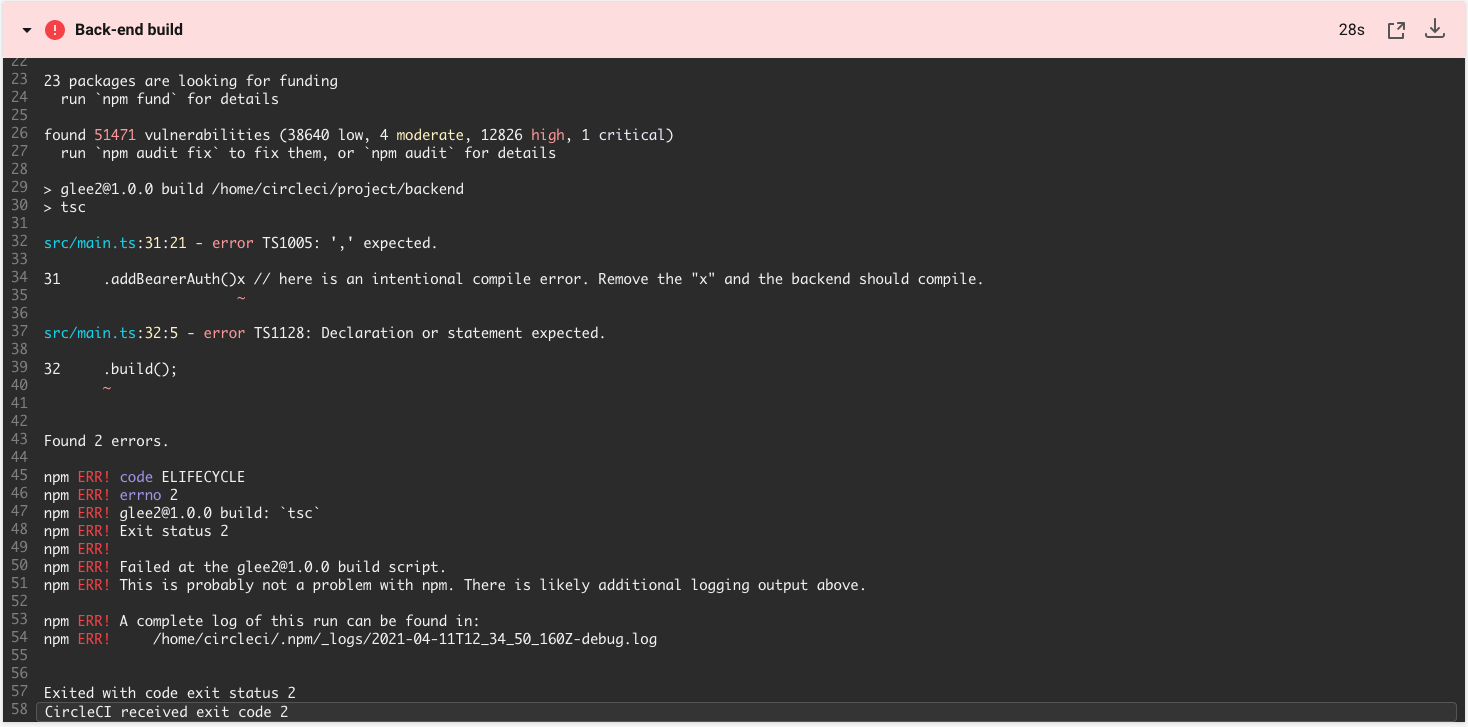 Back-end build 28s
22
23 23 packages are looking for funding
24 run `npm fund` for details
25
26 found 51471 vulnerabilities (38640 low, 4 moderate, 12826 high, 1 critical)
27 run `npm audit fix` to fix them, or `npm audit` for details
28
29 > glee2@1.0.0 build /home/circleci/project/backend
30 > tsc
31
32 src/main.ts:31:21 - error TS1005: ',' expected.
33
34 31 .addBearerAuth()x // here is an intentional compile error. Remove the "x" and the backend should compile.
35 ~
36
37 src/main.ts:32:5 - error TS1128: Declaration or statement expected.
38
39 32 .build();
40 ~
41
42
43 Found 2 errors.
44
45 npm ERR! code ELIFECYCLE
46 npm ERR! errno 2
47 npm ERR! glee2@1.0.0 build: `tsc`
48 npm ERR! Exit status 2
49 npm ERR!
50 npm ERR! Failed at the glee2@1.0.0 build script.
51 npm ERR! This is probably not a problem with npm. There is likely additional logging output above.
52
53 npm ERR! A complete log of this run can be found in:
54 npm ERR! /home/circleci/.npm/_logs/2021-04-11T12_34_50_160Z-debug.log
55
56
57 Exited with code exit status 2
58 CircleCI received exit code 2